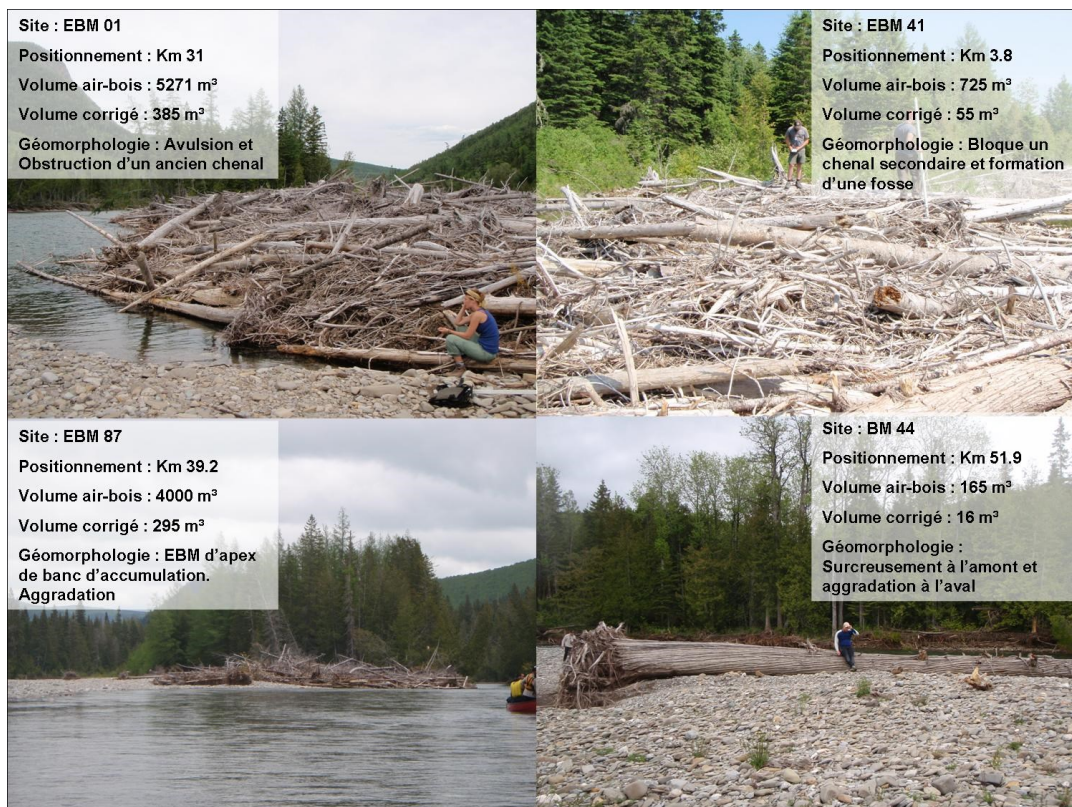 Site : EBM 01
Positionnement : Km 31
Volume air-bois : 5271 m³
Volume corrigé : 385 m³
Géomorphologie : Avulsion et
Obstruction d'un ancien chenal
Site : EBM 41
Positionnement : Km 3.8
Volume air-bois : 725 m³
Volume corrigé : 55 m³
Géomorphologie : Bloque un
chenal secondaire et formation
d'une fosse
Site : EBM 87
Positionnement : Km 39.2
Volume air-bois : 4000 m³
Volume corrigé : 295 m³
Géomorphologie : EBM d'apex
de banc d'accumulation.
Aggradation
Site : BM 44
Positionnement : Km 51.9
Volume air-bois : 165 m³
Volume corrigé : 16 m³
Géomorphologie :
Surcreusement à l'amont et
aggradation à l'aval